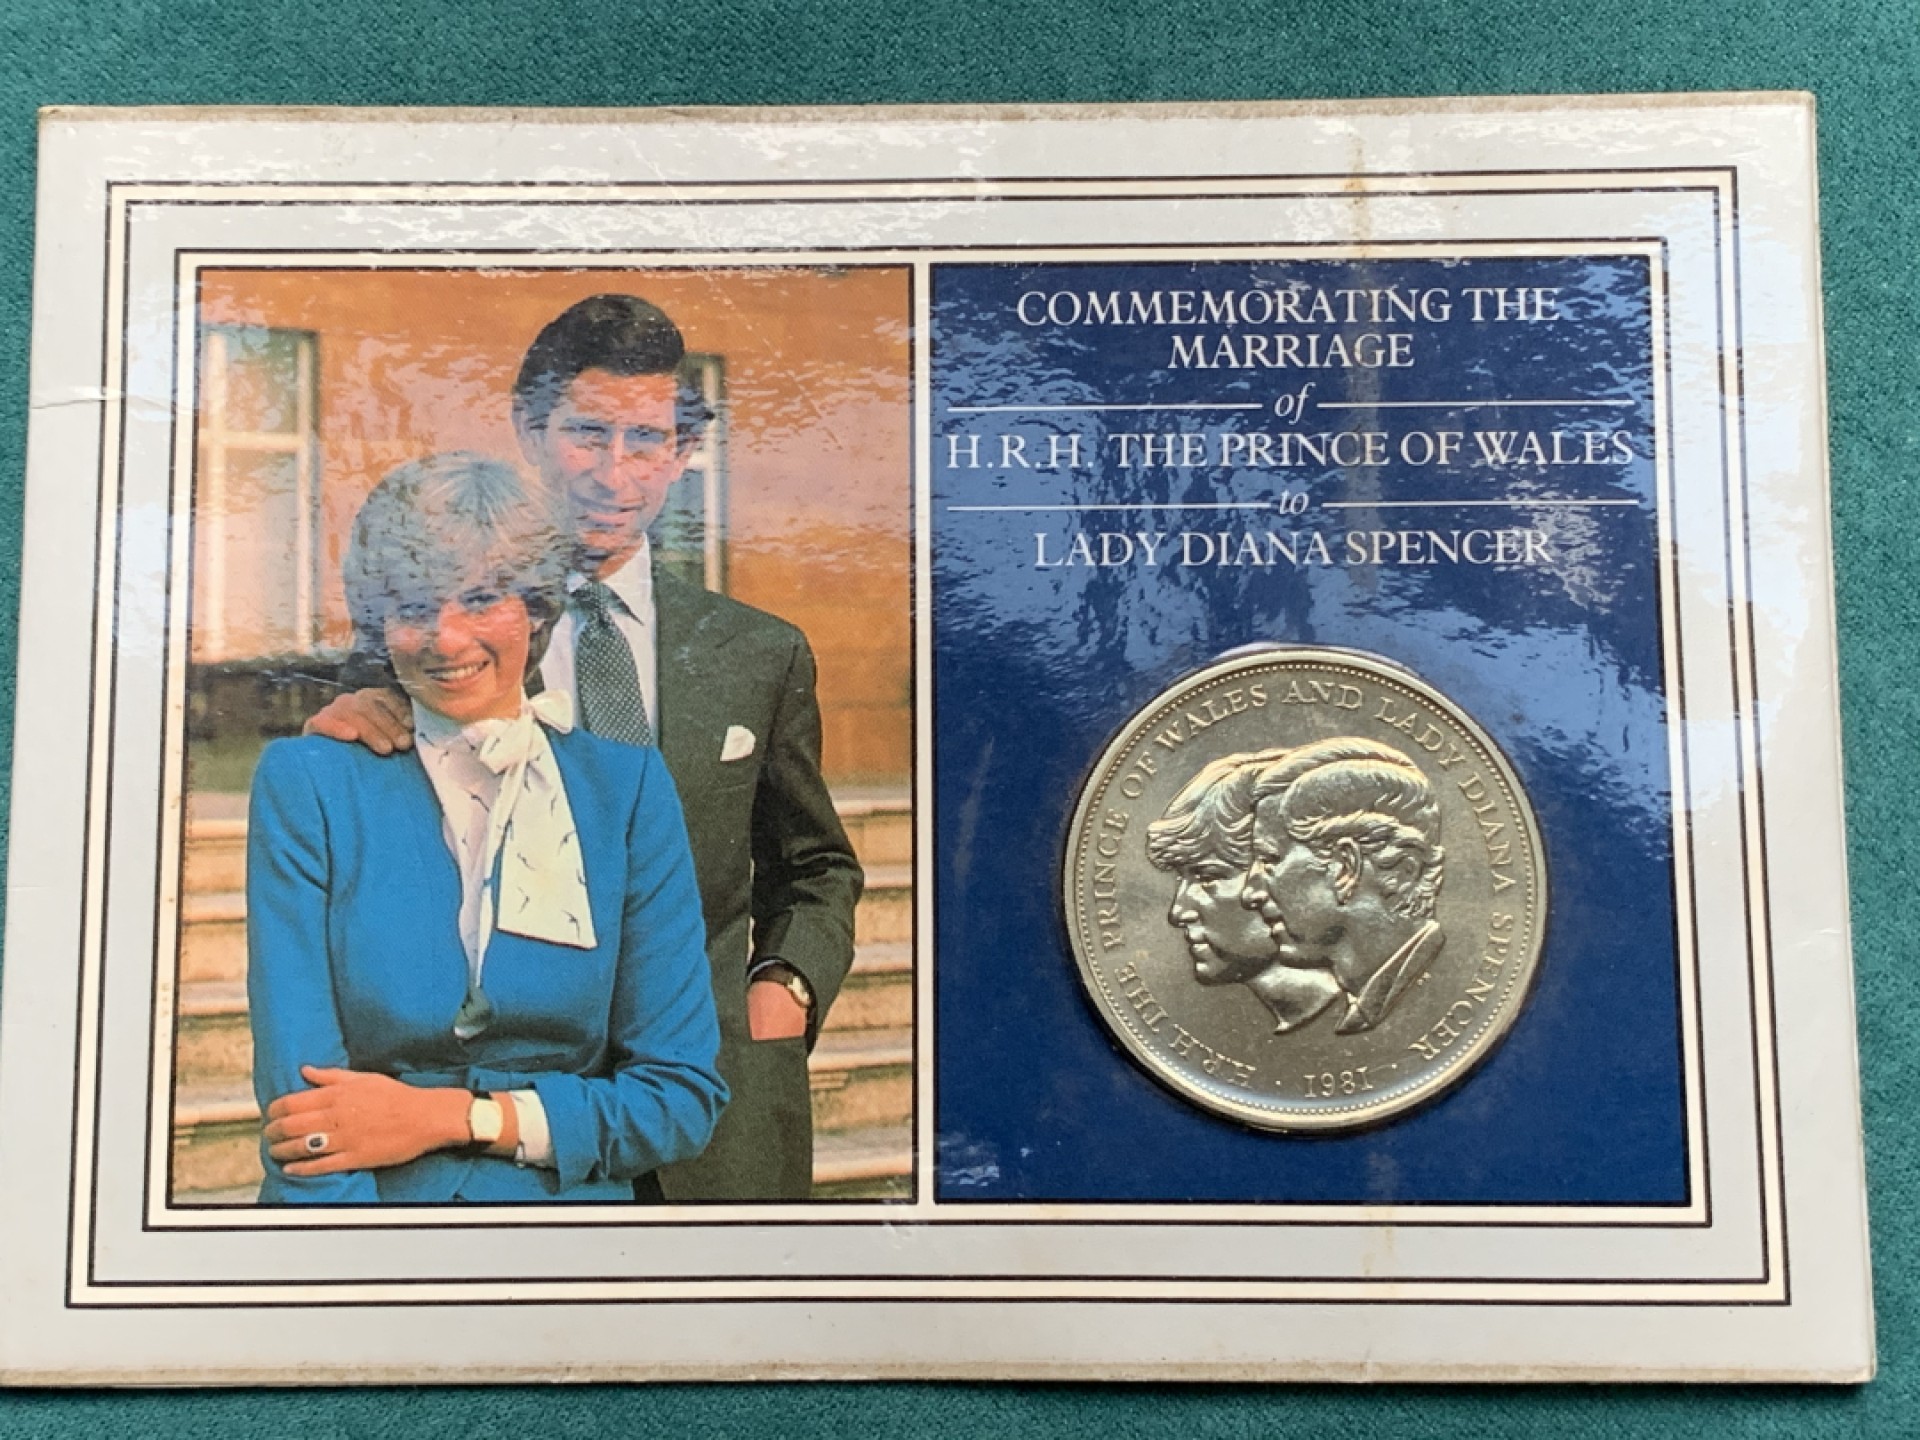 COMMEMORATING THE
MARRIAGE
of
H.R.H. THE PRINCE OF WALES
to
LADY DIANA SPENCER
H.R.H. THE PRINCE OF WALES AND LADY DIANA SPENCER
· 1981 ·